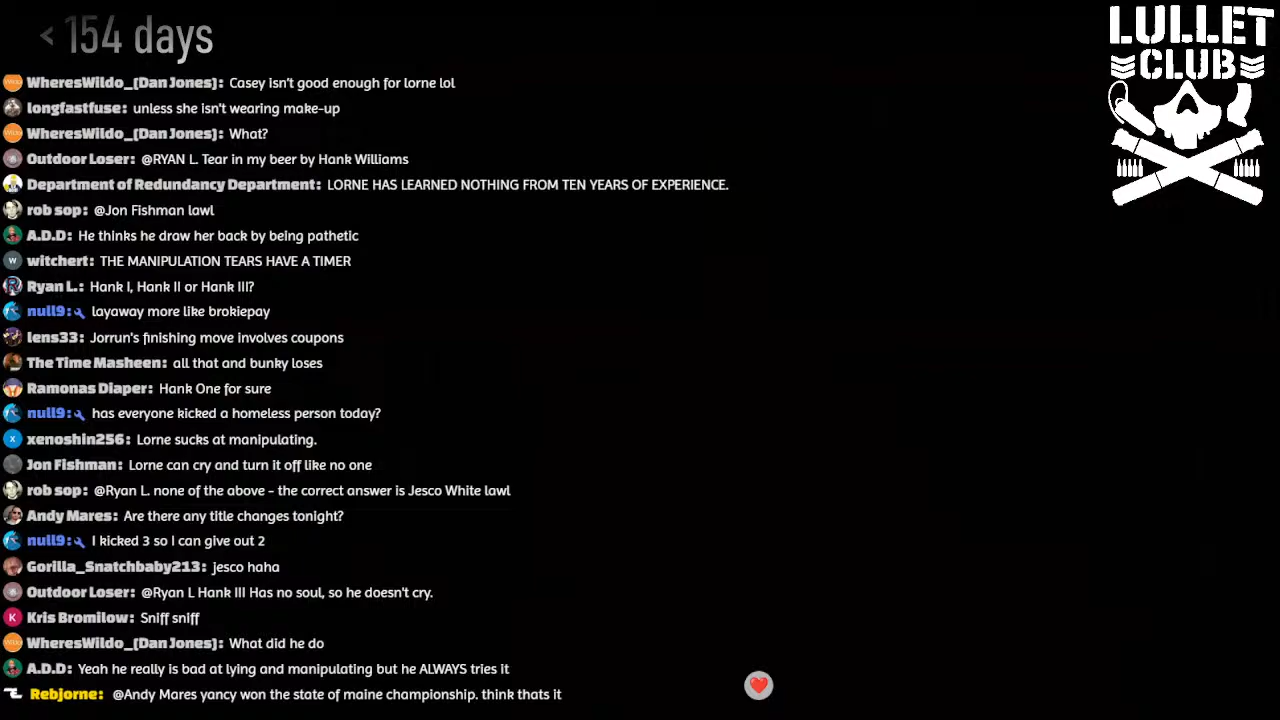 < 154 days
LULLET
CLUB
WheresWildo_(Dan Jones): Casey isn't good enough for lorne lol
longfastfuse: unless she isn't wearing make-up
WheresWildo_(Dan Jones): What?
Outdoor Loser: @RYAN L. Tear in my beer by Hank Williams
Department of Redundancy Department: LORNE HAS LEARNED NOTHING FROM TEN YEARS OF EXPERIENCE.
rob sop: @Jon Fishman lawl
A.D.D: He thinks he draw her back by being pathetic
W witchert: THE MANIPULATION TEARS HAVE A TIMER
Ryan L.: Hank I, Hank II or Hank III?
null9: layaway more like brokiepay
lens33: Jorrun's finishing move involves coupons
The Time Masheen: all that and bunky loses
Ramonas Diaper: Hank One for sure
null9: has everyone kicked a homeless person today?
X xenoshin256: Lorne sucks at manipulating.
Jon Fishman: Lorne can cry and turn it off like no one
rob sop: @Ryan L. none of the above - the correct answer is Jesco White lawl
Andy Mares: Are there any title changes tonight?
null9: I kicked 3 so I can give out 2
Gorilla_Snatchbaby213: jesco haha
Outdoor Loser: @Ryan L Hank III Has no soul, so he doesn't cry.
K Kris Bromilow: Sniff sniff
WheresWildo_(Dan Jones): What did he do
A.D.D: Yeah he really is bad at lying and manipulating but he ALWAYS tries it
Rebjorne: @Andy Mares yancy won the state of maine championship. think thats it